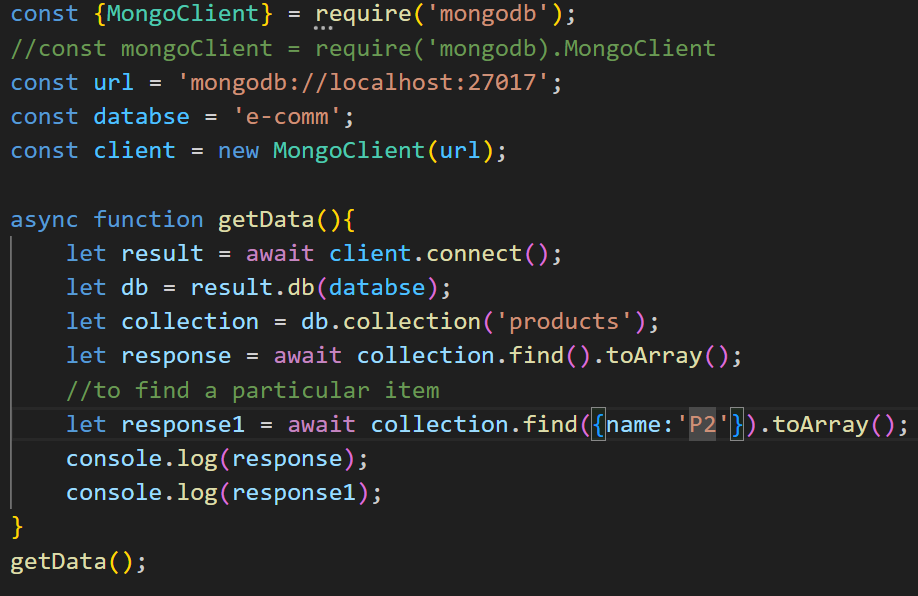 const {MongoClient} = require('mongodb');
//const mongoClient = require('mongodb).MongoClient
const url = 'mongodb://localhost:27017';
const databse = 'e-comm';
const client = new MongoClient(url);
async function getData(){
let result = await client.connect();
let db = result.db(databse);
let collection = db.collection('products');
let response = await collection.find().toArray();
//to find a particular item
let response1 = await collection.find({name:'P2'}).toArray();
console.log(response);
console.log(response1);
}
getData();